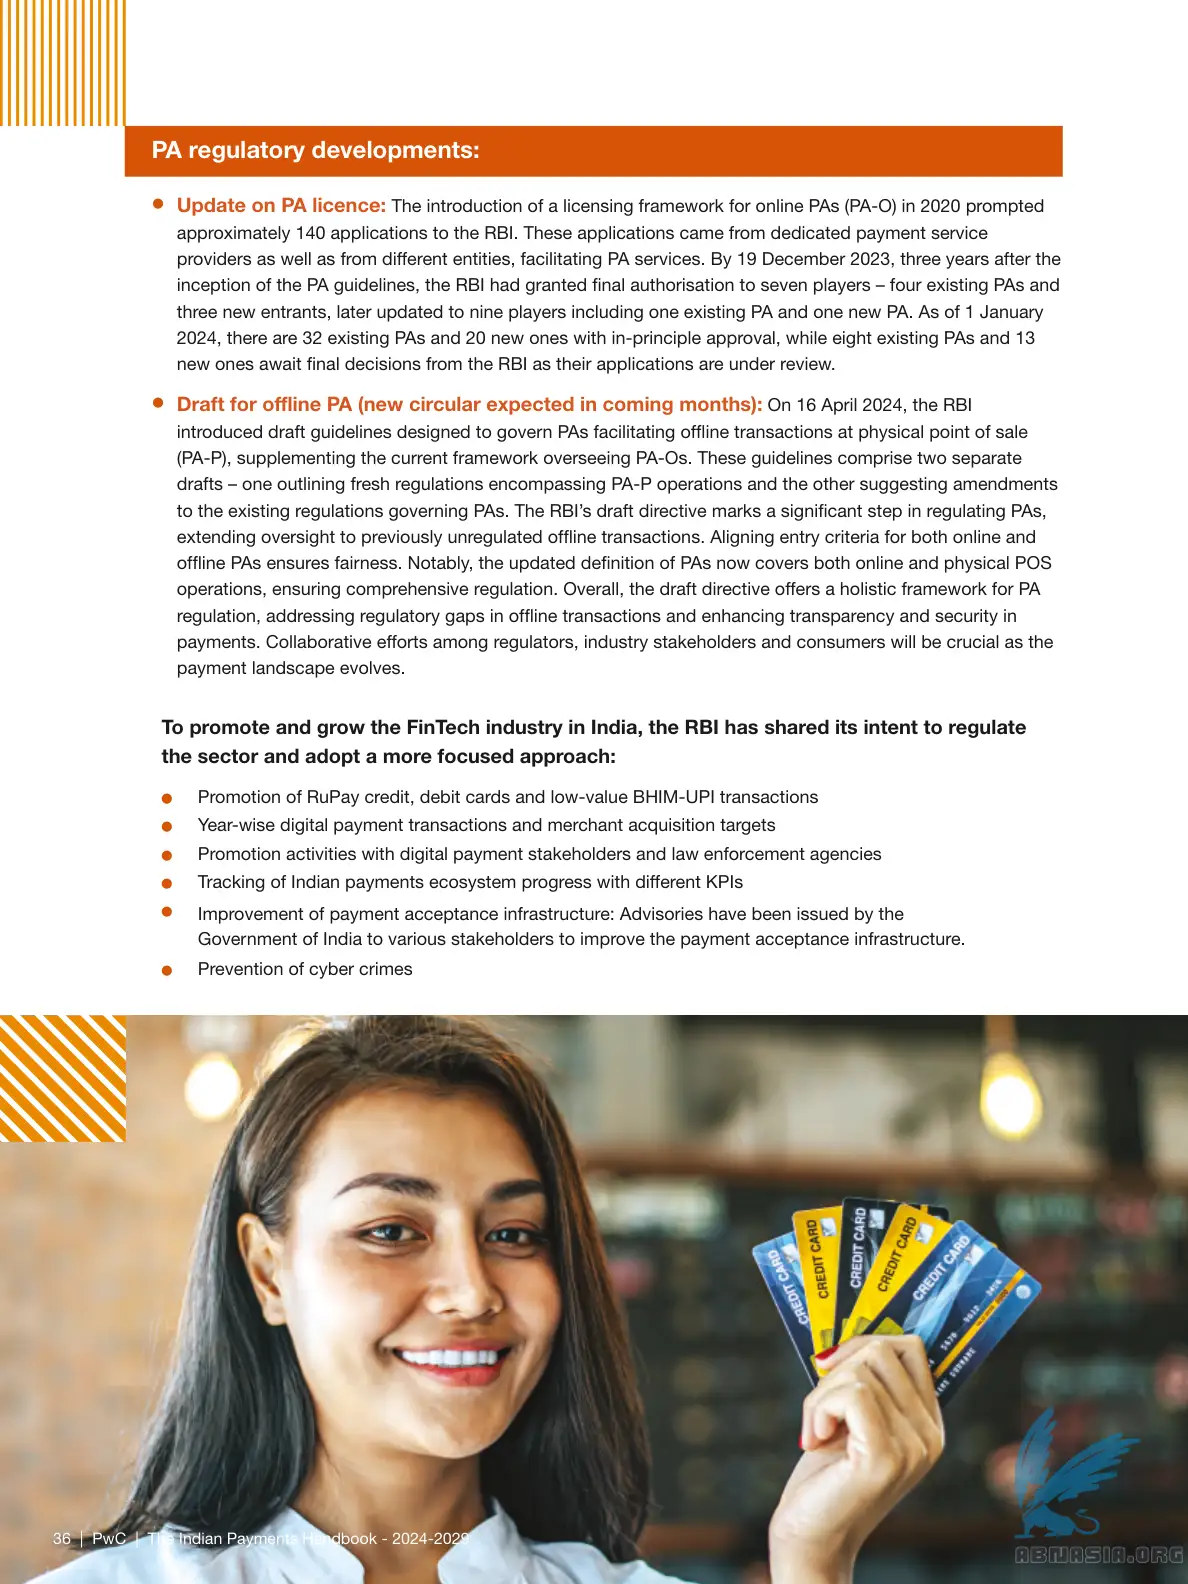 PA regulatory developments:
Update on PA licence: The introduction of a licensing framework for online PAs (PA-O) in 2020 prompted
approximately 140 applications to the RBI. These applications came from dedicated payment service
providers as well as from different entities, facilitating PA services. By 19 December 2023, three years after the
inception of the PA guidelines, the RBI had granted final authorisation to seven players – four existing PAs and
three new entrants, later updated to nine players including one existing PA and one new PA. As of 1 January
2024, there are 32 existing PAs and 20 new ones with in-principle approval, while eight existing PAs and 13
new ones await final decisions from the RBI as their applications are under review.
Draft for offline PA (new circular expected in coming months): On 16 April 2024, the RBI
introduced draft guidelines designed to govern PAs facilitating offline transactions at physical point of sale
(PA-P), supplementing the current framework overseeing PA-Os. These guidelines comprise two separate
drafts – one outlining fresh regulations encompassing PA-P operations and the other suggesting amendments
to the existing regulations governing PAs. The RBI’s draft directive marks a significant step in regulating PAs,
extending oversight to previously unregulated offline transactions. Aligning entry criteria for both online and
offline PAs ensures fairness. Notably, the updated definition of PAs now covers both online and physical POS
operations, ensuring comprehensive regulation. Overall, the draft directive offers a holistic framework for PA
regulation, addressing regulatory gaps in offline transactions and enhancing transparency and security in
payments. Collaborative efforts among regulators, industry stakeholders and consumers will be crucial as the
payment landscape evolves.
To promote and grow the FinTech industry in India, the RBI has shared its intent to regulate
the sector and adopt a more focused approach:
Promotion of RuPay credit, debit cards and low-value BHIM-UPI transactions
Year-wise digital payment transactions and merchant acquisition targets
Promotion activities with digital payment stakeholders and law enforcement agencies
Tracking of Indian payments ecosystem progress with different KPIs
Improvement of payment acceptance infrastructure: Advisories have been issued by the
Government of India to various stakeholders to improve the payment acceptance infrastructure.
Prevention of cyber crimes
CREDIT CARD
CREDIT CARD
CREDIT CARD
CREDIT CARD
CREDIT CARD
36 | PwC | The Indian Payments Handbook - 2024-2029
ABNASIA.ORG